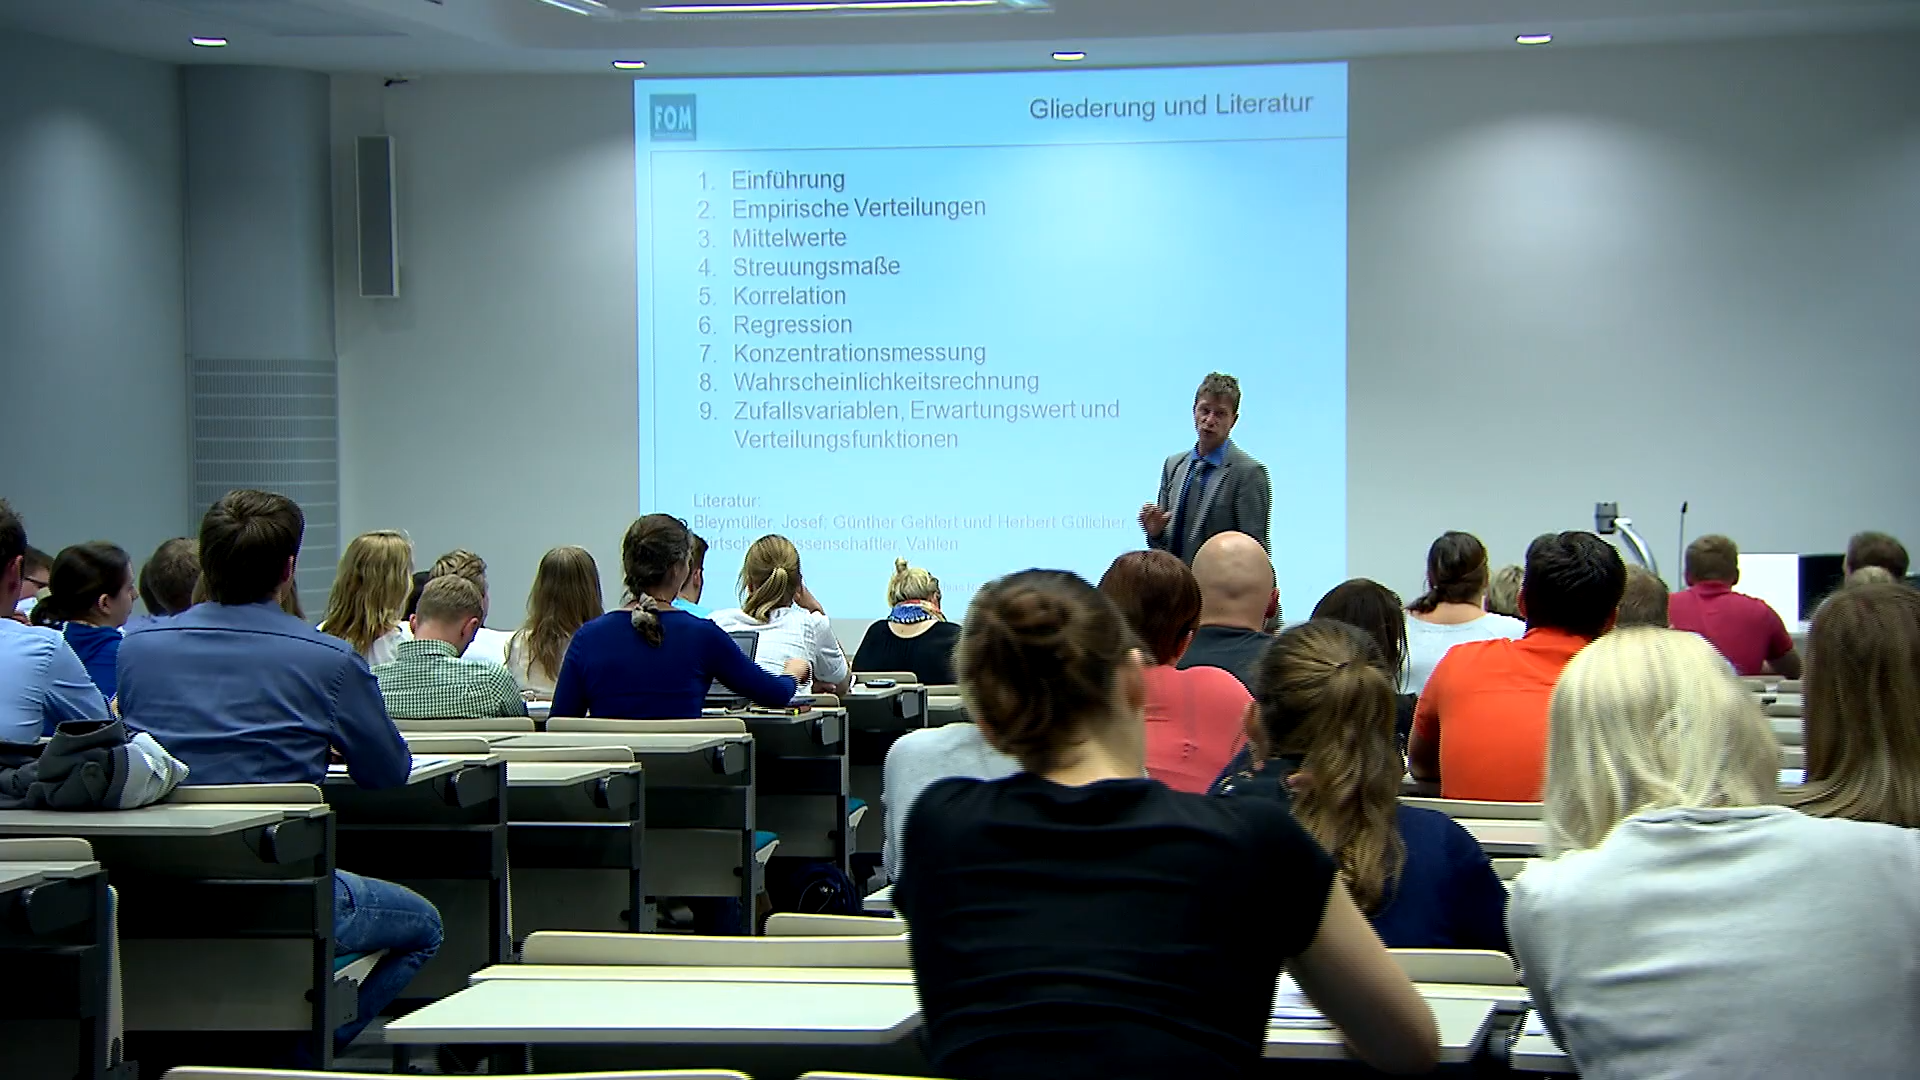 FOM
Gliederung und Literatur
1. Einführung
2. Empirische Verteilungen
3. Mittelwerte
4. Streuungsmaße
5. Korrelation
6. Regression
7. Konzentrationsmessung
8. Wahrscheinlichkeitsrechnung
9. Zufallsvariablen, Erwartungswert und
Verteilungsfunktionen
Literatur:
Bleymüller, Josef; Günther Gehlert und Herbert Gülicher,
Vahlen